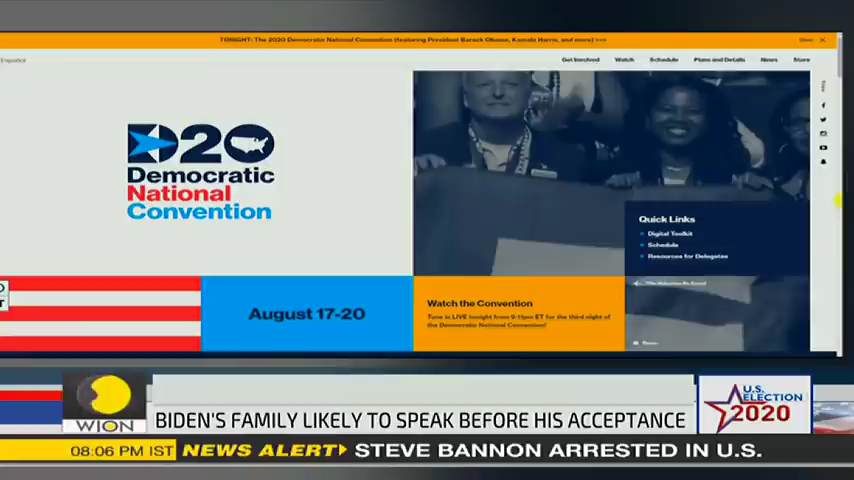 TONIGHT: The 2020 Democratic National Convention (featuring President Barack Obama, Kamala Harris, and more) >>>
Español
Get Involved Watch Schedule Plans and Details News Store
D20
Democratic
National
Convention
Quick Links
Digital Toolkit
Schedule
Resources for Delegates
August 17-20
Watch the Convention
Tune in LIVE tonight from 9-11pm ET for the third night of
the Democratic National Convention!
WION
BIDEN'S FAMILY LIKELY TO SPEAK BEFORE HIS ACCEPTANCE
U.S.
ELECTION
2020
08:06 PM IST
NEWS ALERT
STEVE BANNON ARRESTED IN U.S.